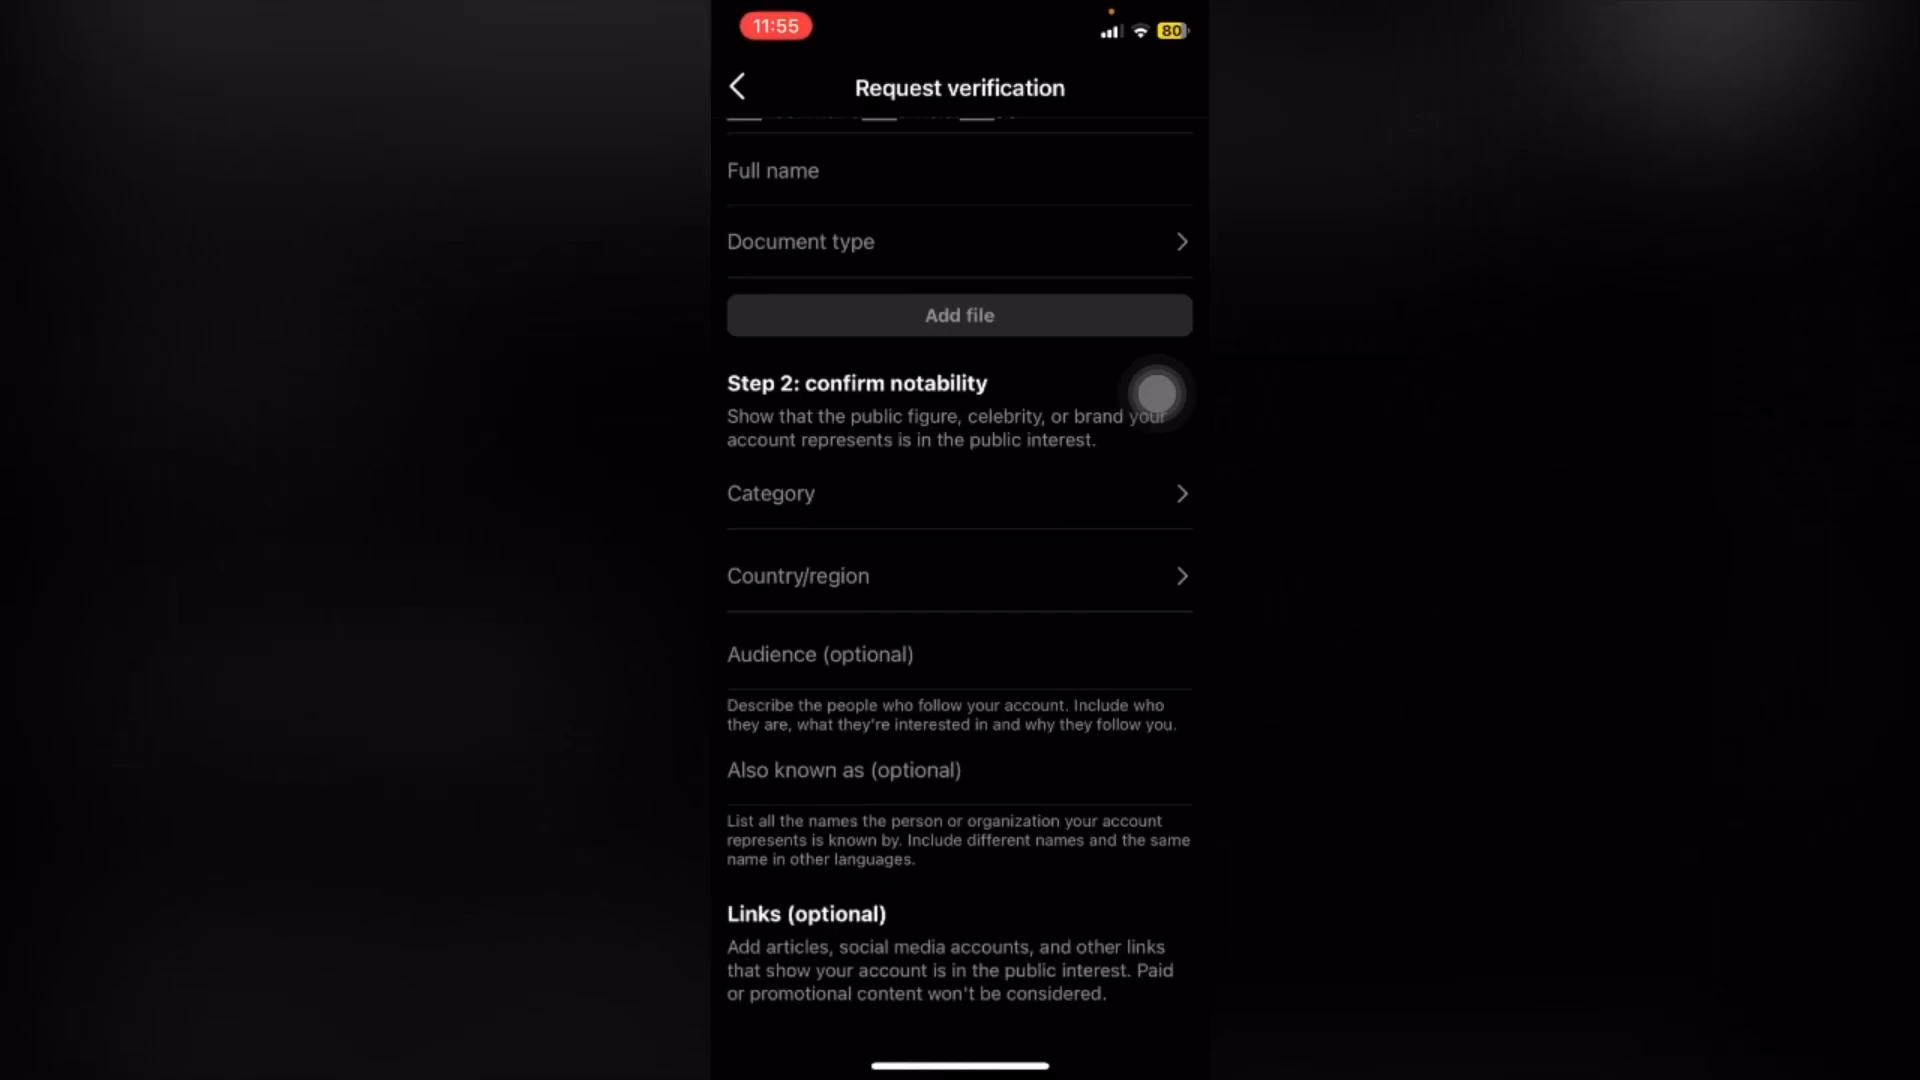 11:55
80
Request verification
Full name
Document type
Add file
Step 2: confirm notability
Show that the public figure, celebrity, or brand your
account represents is in the public interest.
Category
Country/region
Audience (optional)
Describe the people who follow your account. Include who
they are, what they're interested in and why they follow you.
Also known as (optional)
List all the names the person or organization your account
represents is known by. Include different names and the same
name in other languages.
Links (optional)
Add articles, social media accounts, and other links
that show your account is in the public interest. Paid
or promotional content won't be considered.